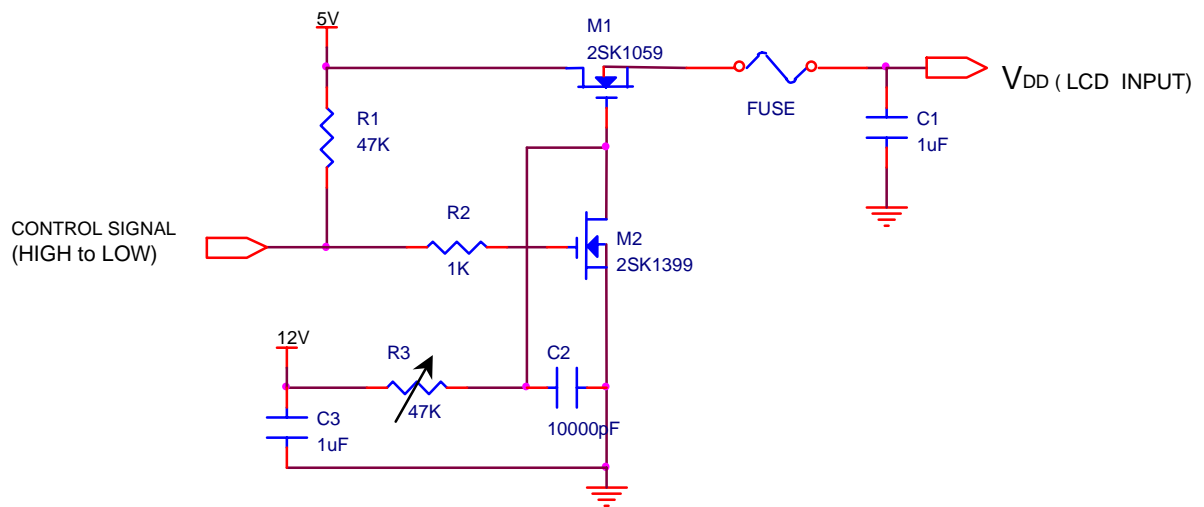 5V
M1
2SK1059
FUSE
VDD ( LCD INPUT)
R1
47K
C1
1uF
CONTROL SIGNAL
(HIGH to LOW)
R2
1K
M2
2SK1399
12V
R3
47K
C2
10000pF
C3
1uF